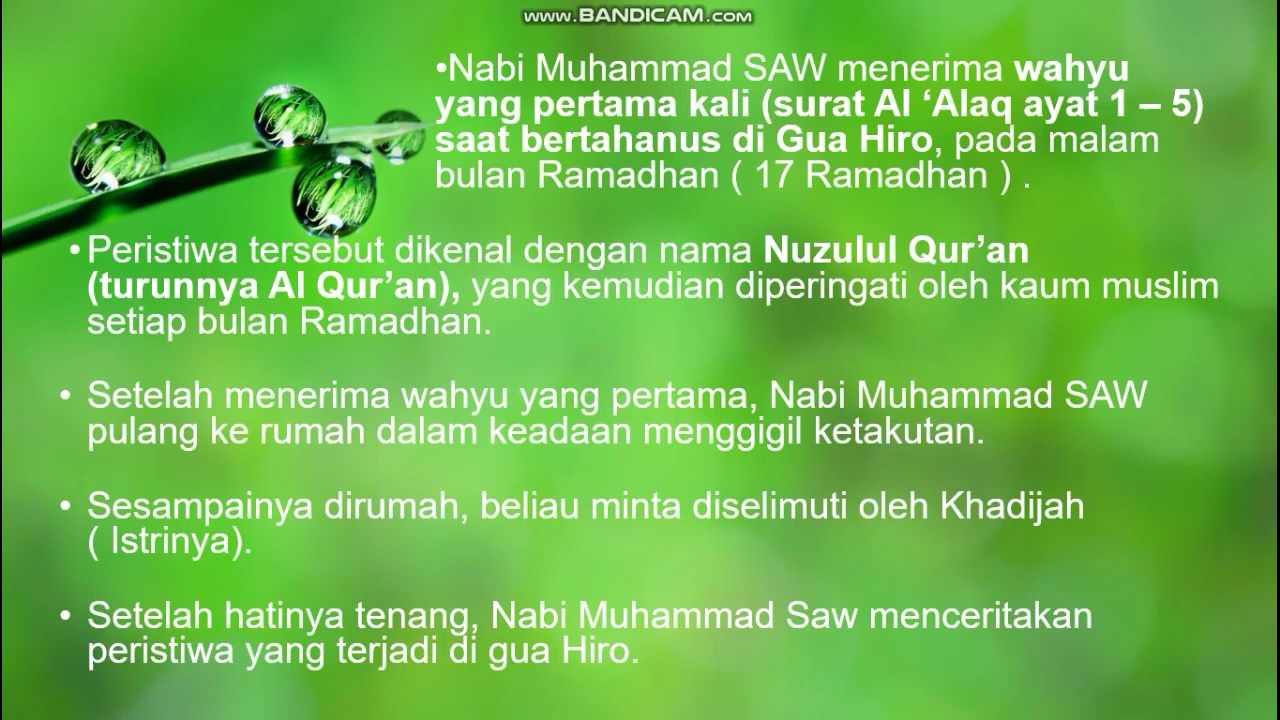 www.BANDICAM.com
•Nabi Muhammad SAW menerima wahyu
yang pertama kali (surat Al ‘Alaq ayat 1 – 5)
saat bertahanus di Gua Hiro, pada malam
bulan Ramadhan ( 17 Ramadhan ) .
• Peristiwa tersebut dikenal dengan nama Nuzulul Qur’an
(turunnya Al Qur’an), yang kemudian diperingati oleh kaum muslim
setiap bulan Ramadhan.
• Setelah menerima wahyu yang pertama, Nabi Muhammad SAW
pulang ke rumah dalam keadaan menggigil ketakutan.
• Sesampainya dirumah, beliau minta diselimuti oleh Khadijah
( Istrinya).
• Setelah hatinya tenang, Nabi Muhammad Saw menceritakan
peristiwa yang terjadi di gua Hiro.